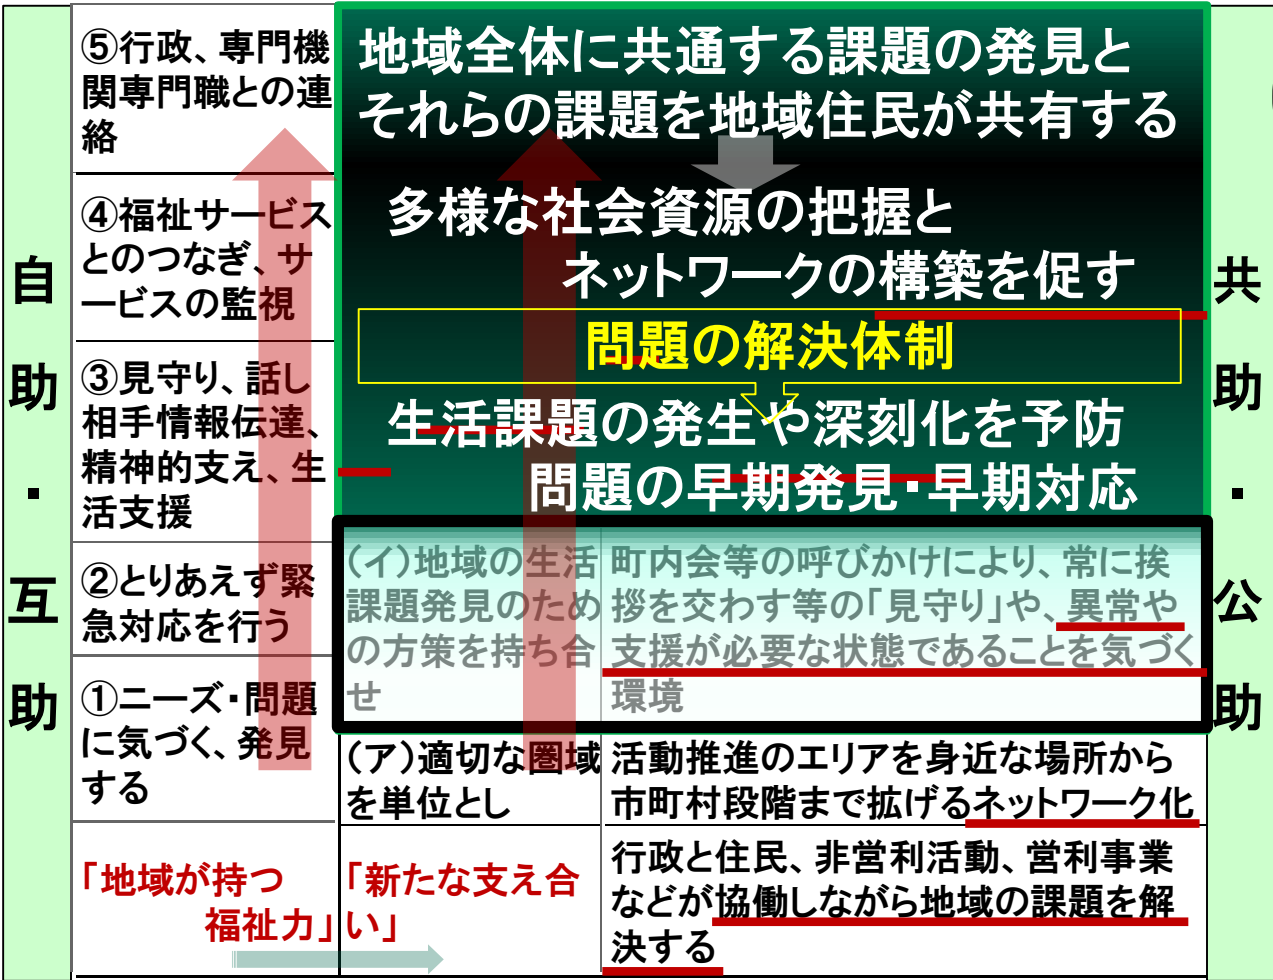 自助・互助
⑤行政、専門機
関専門職との連
絡
④福祉サービス
とのつなぎ、サ
ービスの監視
③見守り、話し
相手情報伝達、
精神的支え、生
活支援
②とりあえず緊
急対応を行う
①ニーズ・問題
に気づく、発見
する
「地域が持つ
福祉力」
地域全体に共通する課題の発見と
それらの課題を地域住民が共有する
多様な社会資源の把握と
ネットワークの構築を促す
問題の解決体制
生活課題の発生や深刻化を予防
問題の早期発見・早期対応
(イ)地域の生活
課題発見のため
の方策を持ち合
せ
町内会等の呼びかけにより、常に挨
拶を交わす等の「見守り」や、異常や
支援が必要な状態であることを気づく
環境
(ア)適切な圏域
を単位とし
活動推進のエリアを身近な場所から
市町村段階まで拡げるネットワーク化
「新たな支え合
い」
行政と住民、非営利活動、営利事業
などが協働しながら地域の課題を解
決する
共助・公助